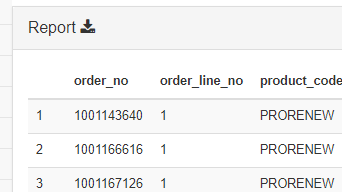 Report
order_no order_line_no product_code
1 1001143640 1 PRORENEW
2 1001166616 1 PRORENEW
3 1001167126 1 PRORENEW